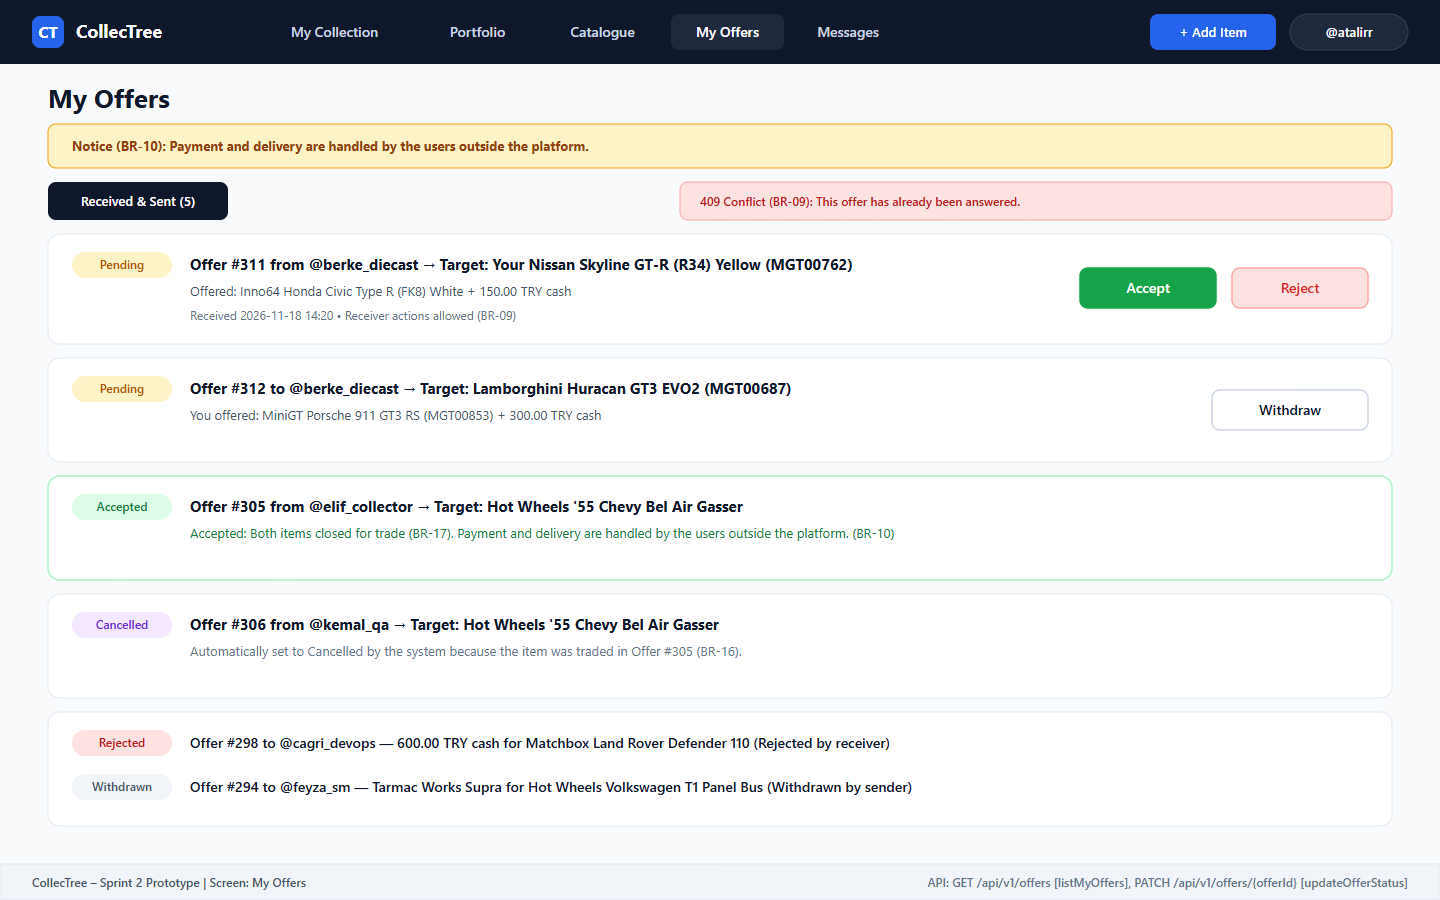 CT CollecTree My Collection Portfolio Catalogue My Offers Messages + Add Item @atalirr
My Offers
Notice (BR-10): Payment and delivery are handled by the users outside the platform.
Received & Sent (5) 409 Conflict (BR-09): This offer has already been answered.
Pending Offer #311 from @berke_diecast → Target: Your Nissan Skyline GT-R (R34) Yellow (MGT00762)
Offered: Inno64 Honda Civic Type R (FK8) White + 150.00 TRY cash
Accept Reject
Received 2026-11-18 14:20 • Receiver actions allowed (BR-09)
Pending Offer #312 to @berke_diecast → Target: Lamborghini Huracan GT3 EVO2 (MGT00687)
You offered: MiniGT Porsche 911 GT3 RS (MGT00853) + 300.00 TRY cash
Withdraw
Accepted Offer #305 from @elif_collector → Target: Hot Wheels '55 Chevy Bel Air Gasser
Accepted: Both items closed for trade (BR-17). Payment and delivery are handled by the users outside the platform. (BR-10)
Cancelled Offer #306 from @kemal_qa → Target: Hot Wheels '55 Chevy Bel Air Gasser
Automatically set to Cancelled by the system because the item was traded in Offer #305 (BR-16).
Rejected Offer #298 to @cagri_devops — 600.00 TRY cash for Matchbox Land Rover Defender 110 (Rejected by receiver)
Withdrawn Offer #294 to @feyza_sm — Tarmac Works Supra for Hot Wheels Volkswagen T1 Panel Bus (Withdrawn by sender)
CollecTree – Sprint 2 Prototype | Screen: My Offers API: GET /api/v1/offers [listMyOffers], PATCH /api/v1/offers/{offerId} [updateOfferStatus]